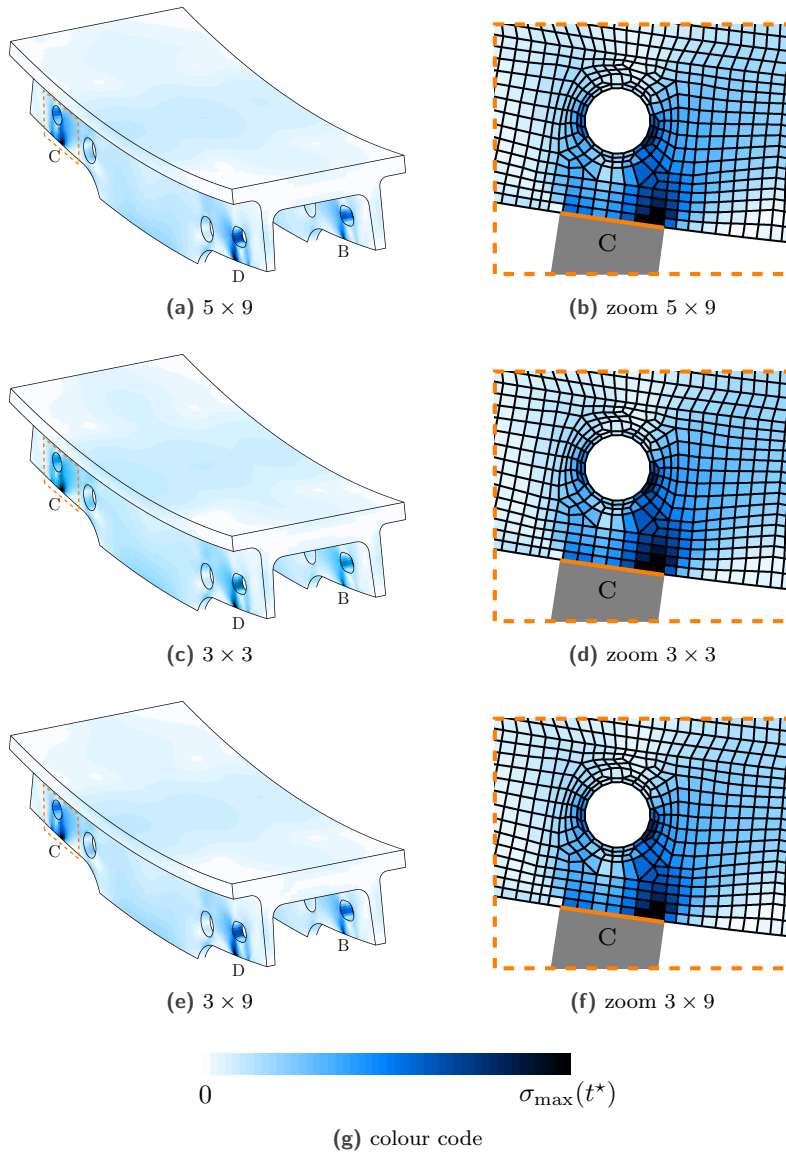 C
D
B
(a) 5 × 9
C
(b) zoom 5 × 9
C
D
B
(c) 3 × 3
C
(d) zoom 3 × 3
C
D
B
(e) 3 × 9
C
(f) zoom 3 × 9
0
σmax(t⋆)
(g) colour code